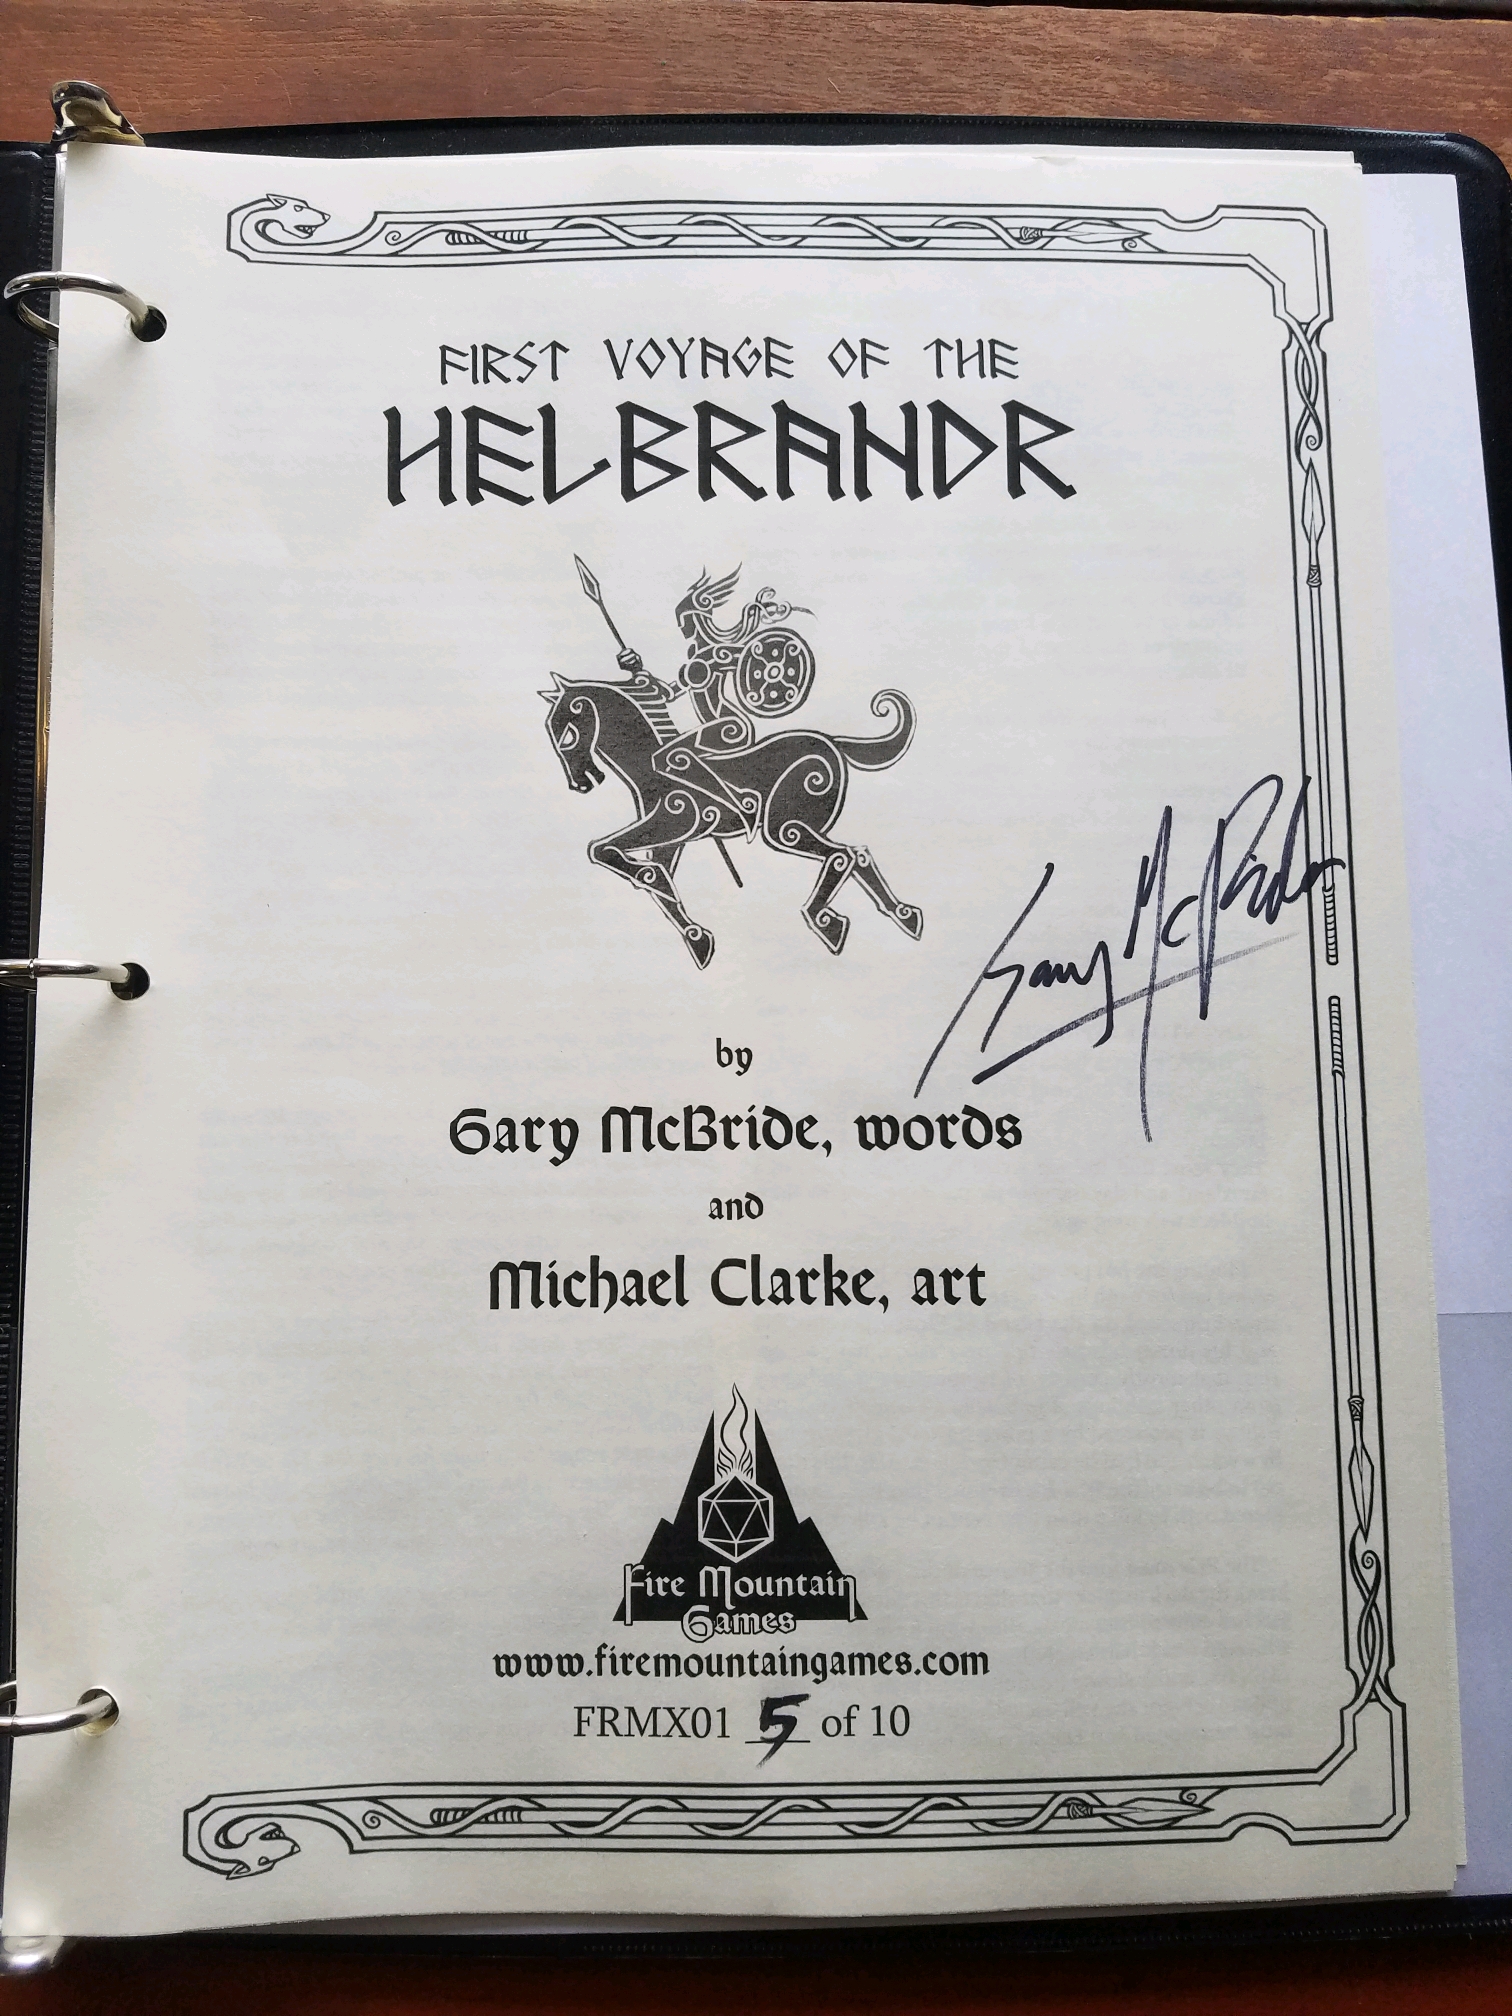 FIRST VOYAGE OF THE
HELBRANDR
Gary McBride
by
Gary McBride, words
and
Michael Clarke, art
Fire Mountain
Games
www.firemountaingames.com
FRMX01 5 of 10